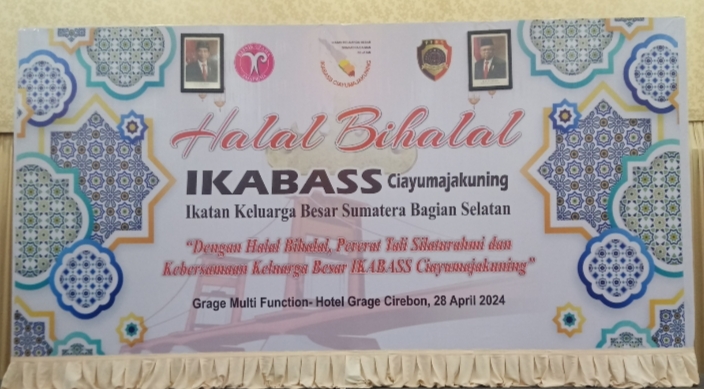 Halal Bihalal
IKABASS Ciayumajakuning
Ikatan Keluarga Besar Sumatera Bagian Selatan
"Dengan Halal Bihalal, Pererat Tali Silaturahmi dan
Kebersamaan Keluarga Besar IKABASS Ciayumajakuning"
Grage Multi Function- Hotel Grage Cirebon, 28 April 2024